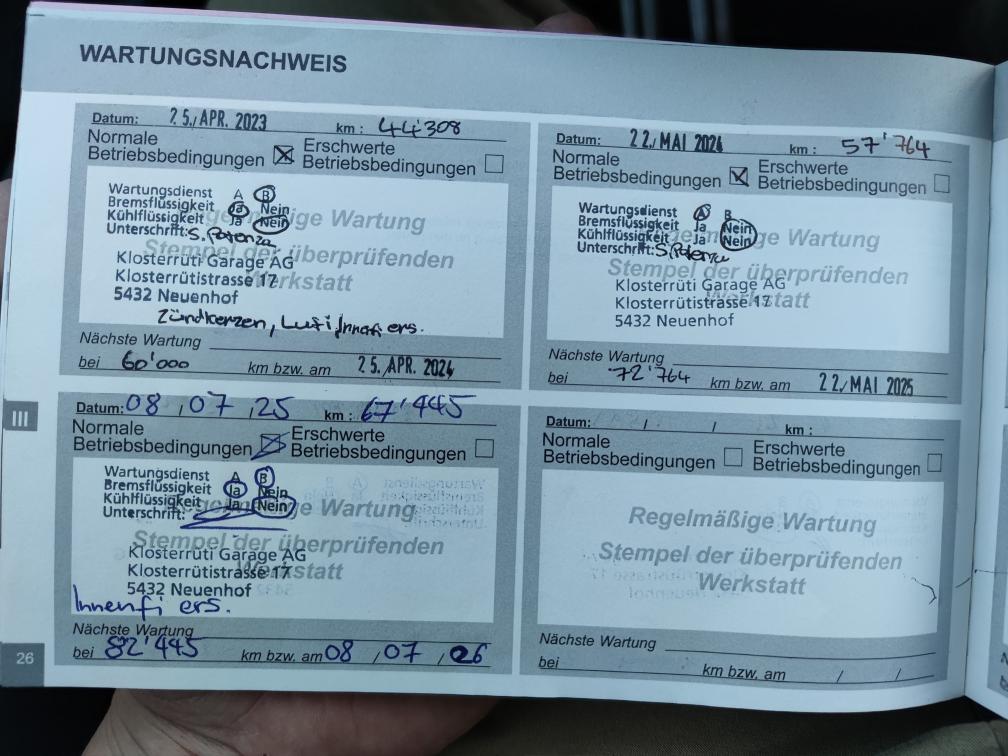 WARTUNGSNACHWEIS
Datum: 25. APR. 2023 km: 44'308
Normale Betriebsbedingungen ☒ Erschwerte Betriebsbedingungen ☐
Regelmäßige Wartung
Stempel der überprüfenden
Werkstatt
Wartungsdienst A B
Bremsflüssigkeit Ja Nein
Kühlflüssigkeit Ja Nein
Unterschrift: S. Potenza
Klosterrüti Garage AG
Klosterrütistrasse 17
5432 Neuenhof
Zündkerzen, Luft, Innenfi ers.
Nächste Wartung
bei 60'000 km bzw. am 25. APR. 2024
Datum: 22. MAI 2024 km: 57'764
Normale Betriebsbedingungen ☒ Erschwerte Betriebsbedingungen ☐
Regelmäßige Wartung
Stempel der überprüfenden
Werkstatt
Wartungsdienst A B
Bremsflüssigkeit Ja Nein
Kühlflüssigkeit Ja Nein
Unterschrift: S. Potenza
Klosterrüti Garage AG
Klosterrütistrasse 17
5432 Neuenhof
Nächste Wartung
bei 72'764 km bzw. am 22. MAI 2025
Datum: 08 / 07 / 25 km: 67'445
Normale Betriebsbedingungen ☒ Erschwerte Betriebsbedingungen ☐
Regelmäßige Wartung
Stempel der überprüfenden
Werkstatt
Wartungsdienst A B
Bremsflüssigkeit Ja Nein
Kühlflüssigkeit Ja Nein
Unterschrift:
Klosterrüti Garage AG
Klosterrütistrasse 17
5432 Neuenhof
Innenfi ers.
Nächste Wartung
bei 82'445 km bzw. am 08 / 07 / 26
Datum: / / km:
Normale Betriebsbedingungen ☐ Erschwerte Betriebsbedingungen ☐
Regelmäßige Wartung
Stempel der überprüfenden
Werkstatt
Nächste Wartung
bei km bzw. am / /
III
26